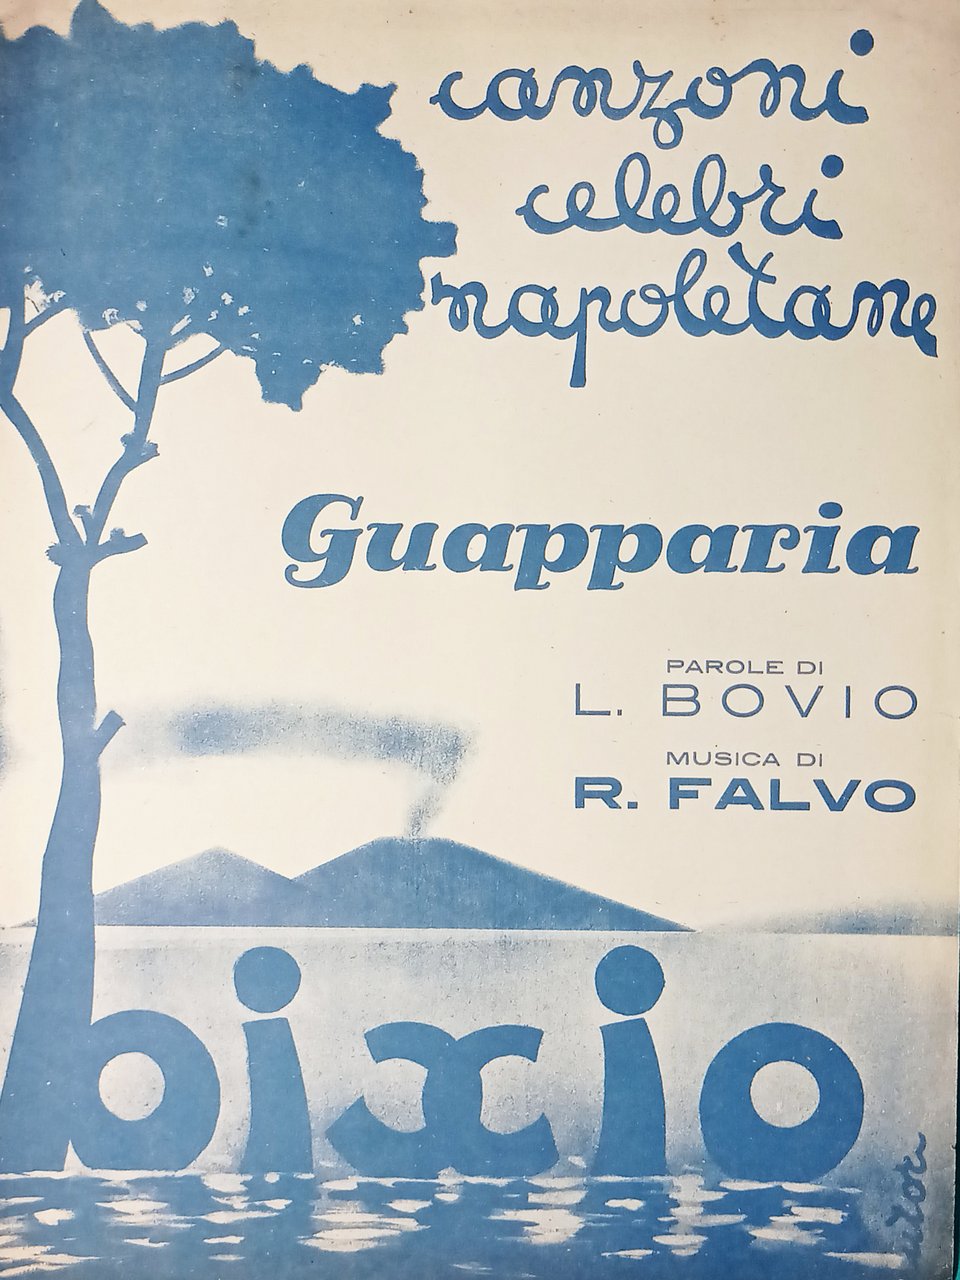 canzoni
celebri
napoletane
Guapparia
PAROLE DI
L. BOVIO
MUSICA DI
R. FALVO
bixio